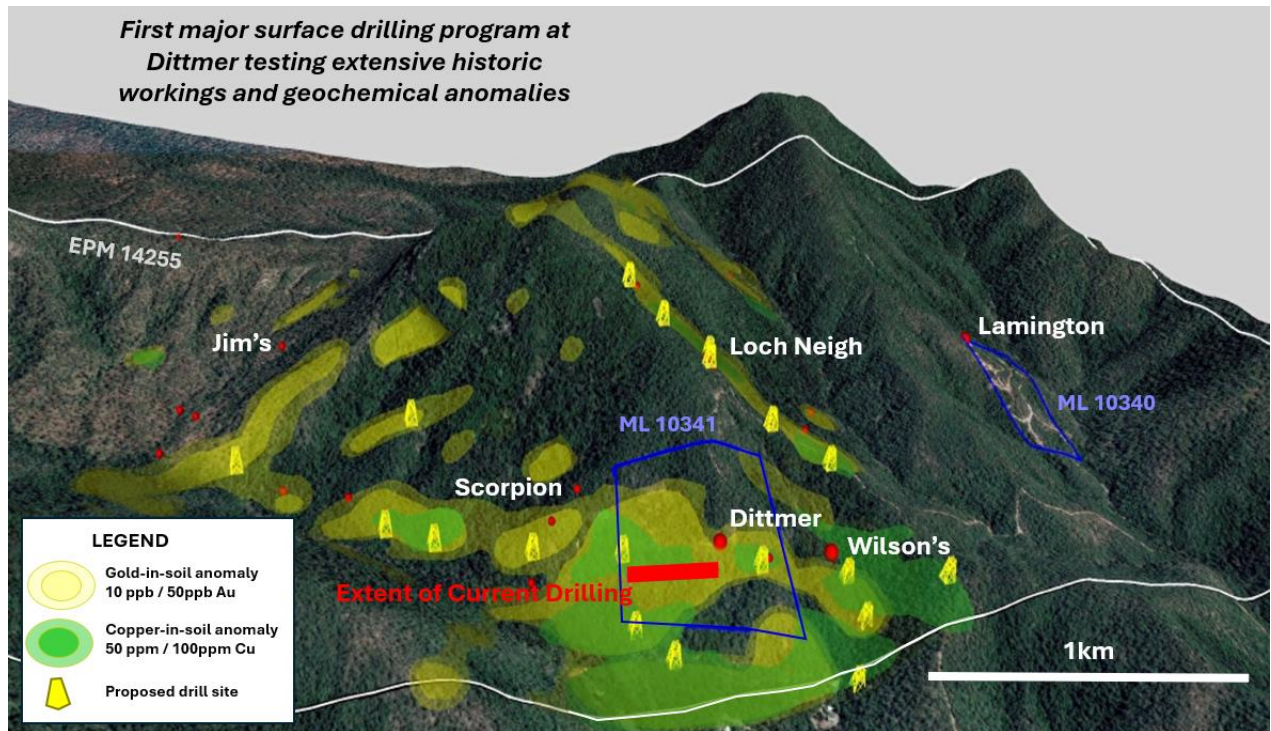 First major surface drilling program at
Dittmer testing extensive historic
workings and geochemical anomalies
EPM 14255
Jim's
Loch Neigh
Lamington
ML 10340
ML 10341
Scorpion
Dittmer
Wilson's
Extent of Current Drilling
1km
LEGEND
Gold-in-soil anomaly
10 ppb / 50ppb Au
Copper-in-soil anomaly
50 ppm / 100ppm Cu
Proposed drill site